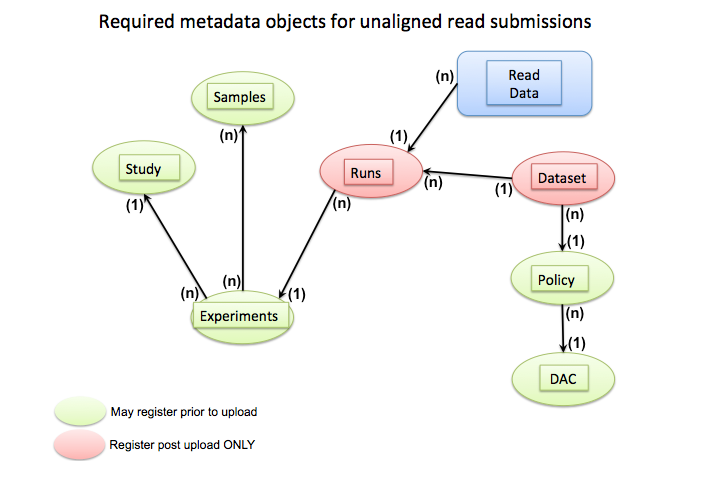 Required metadata objects for unaligned read submissions
Read
Data
(n)
Samples
(n)
(1)
Study
Runs
Dataset
(n)
(1)
(1)
(n)
(n)
(1)
Policy
(n)
(n)
(1)
Experiments
(n)
(1)
DAC
May register prior to upload
Register post upload ONLY